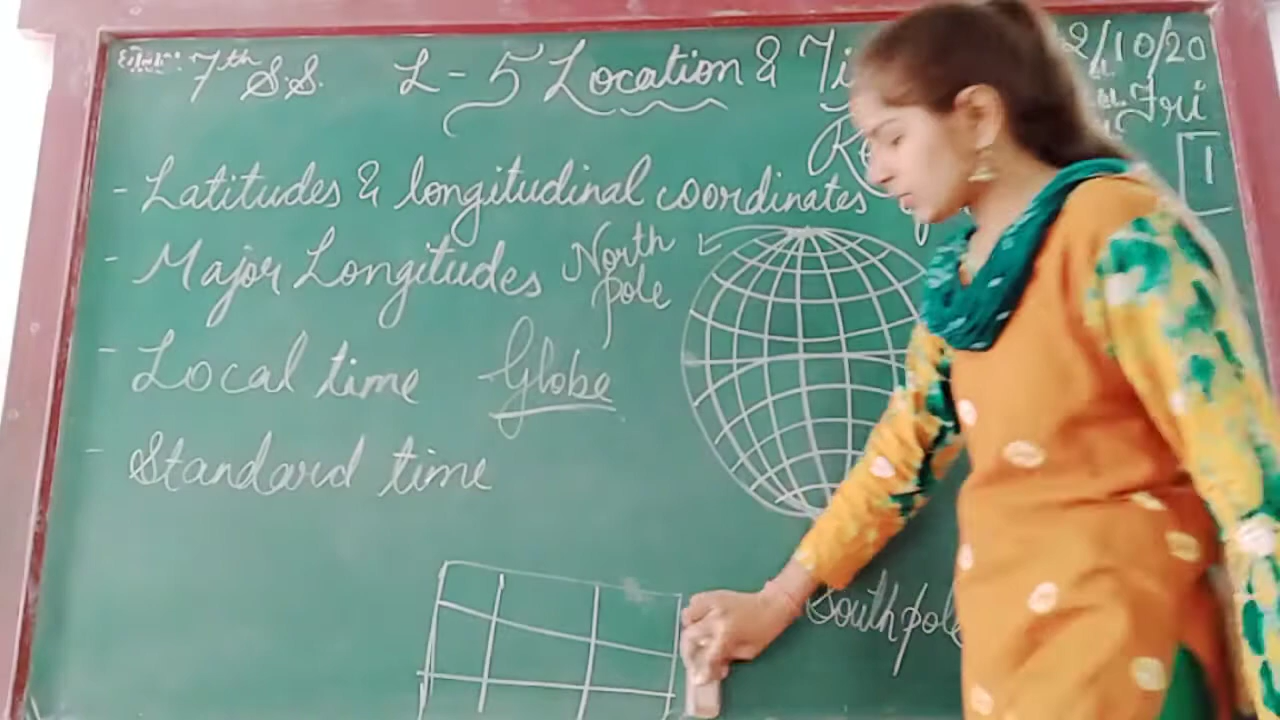 7th S.S. L-5 Location & Ti 2/10/20
Fri
1
- Latitudes & longitudinal coordinates
- Major Longitudes
North pole
- Local time
- Globe
- Standard time
South pole